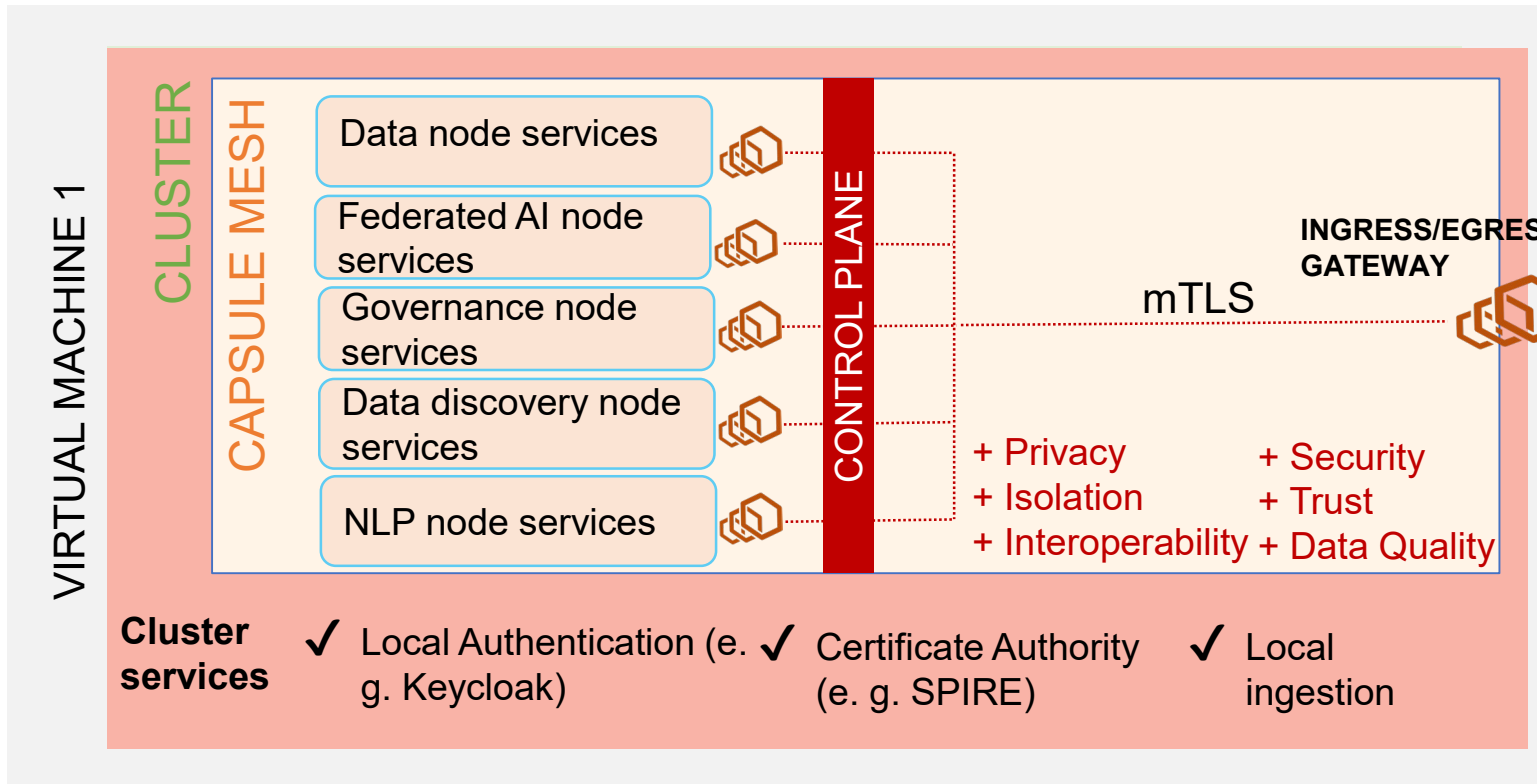 VIRTUAL MACHINE 1
CLUSTER
CAPSULE MESH
Data node services
Federated AI node
services
Governance node
services
Data discovery node
services
NLP node services
CONTROL PLANE
mTLS
INGRESS/EGRES
GATEWAY
+ Privacy
+ Isolation
+ Interoperability
+ Security
+ Trust
+ Data Quality
Cluster
services
✓ Local Authentication (e.
g. Keycloak)
✓ Certificate Authority
(e. g. SPIRE)
✓ Local
ingestion